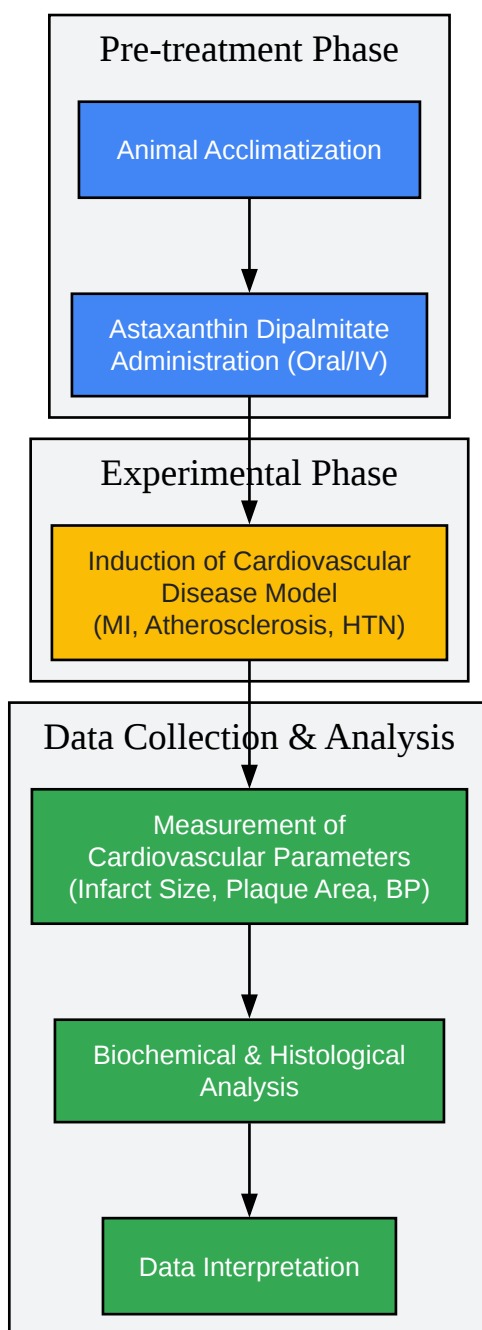 Pre-treatment Phase
Animal Acclimatization
Astaxanthin Dipalmitate
Administration (Oral/IV)
Experimental Phase
Induction of Cardiovascular
Disease Model
(MI, Atherosclerosis, HTN)
Data Collection & Analysis
Measurement of
Cardiovascular Parameters
(Infarct Size, Plaque Area, BP)
Biochemical & Histological
Analysis
Data Interpretation